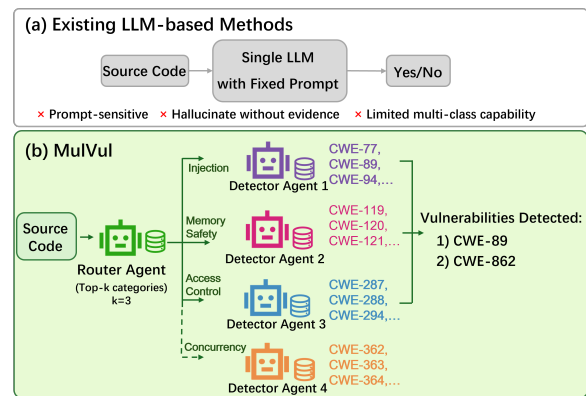 (a) Existing LLM-based Methods
Source Code
Single LLM
with Fixed Prompt
Yes/No
× Prompt-sensitive × Hallucinate without evidence × Limited multi-class capability
(b) MulVul
Source
Code
Router Agent
(Top-k categories)
k=3
Injection
Detector Agent 1
CWE-77,
CWE-89,
CWE-94,...
Memory
Safety
Detector Agent 2
CWE-119,
CWE-120,
CWE-121,...
Access
Control
Detector Agent 3
CWE-287,
CWE-288,
CWE-294,...
Concurrency
Detector Agent 4
CWE-362,
CWE-363,
CWE-364,...
Vulnerabilities Detected:
1) CWE-89
2) CWE-862